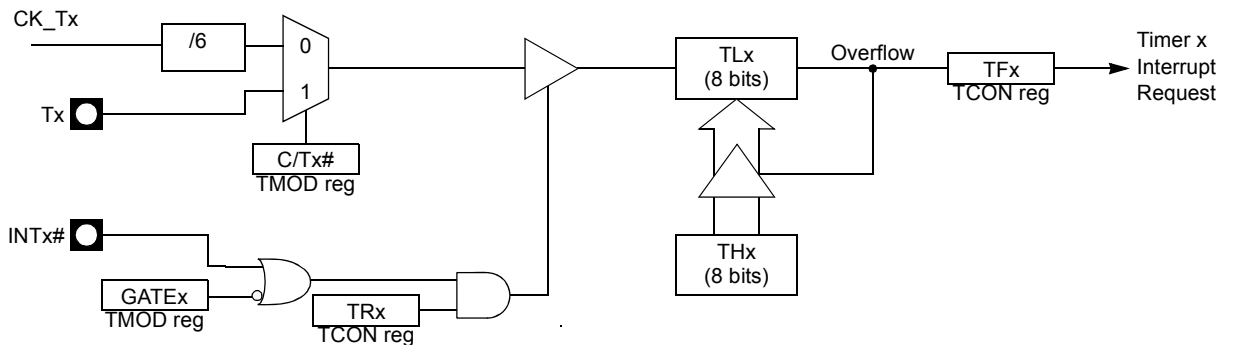 CK_Tx
/6
0
1
Tx
C/Tx#
TMOD reg
INTx#
GATEx
TMOD reg
TRx
TCON reg
TLx
(8 bits)
THx
(8 bits)
Overflow
TFx
TCON reg
Timer x
Interrupt
Request